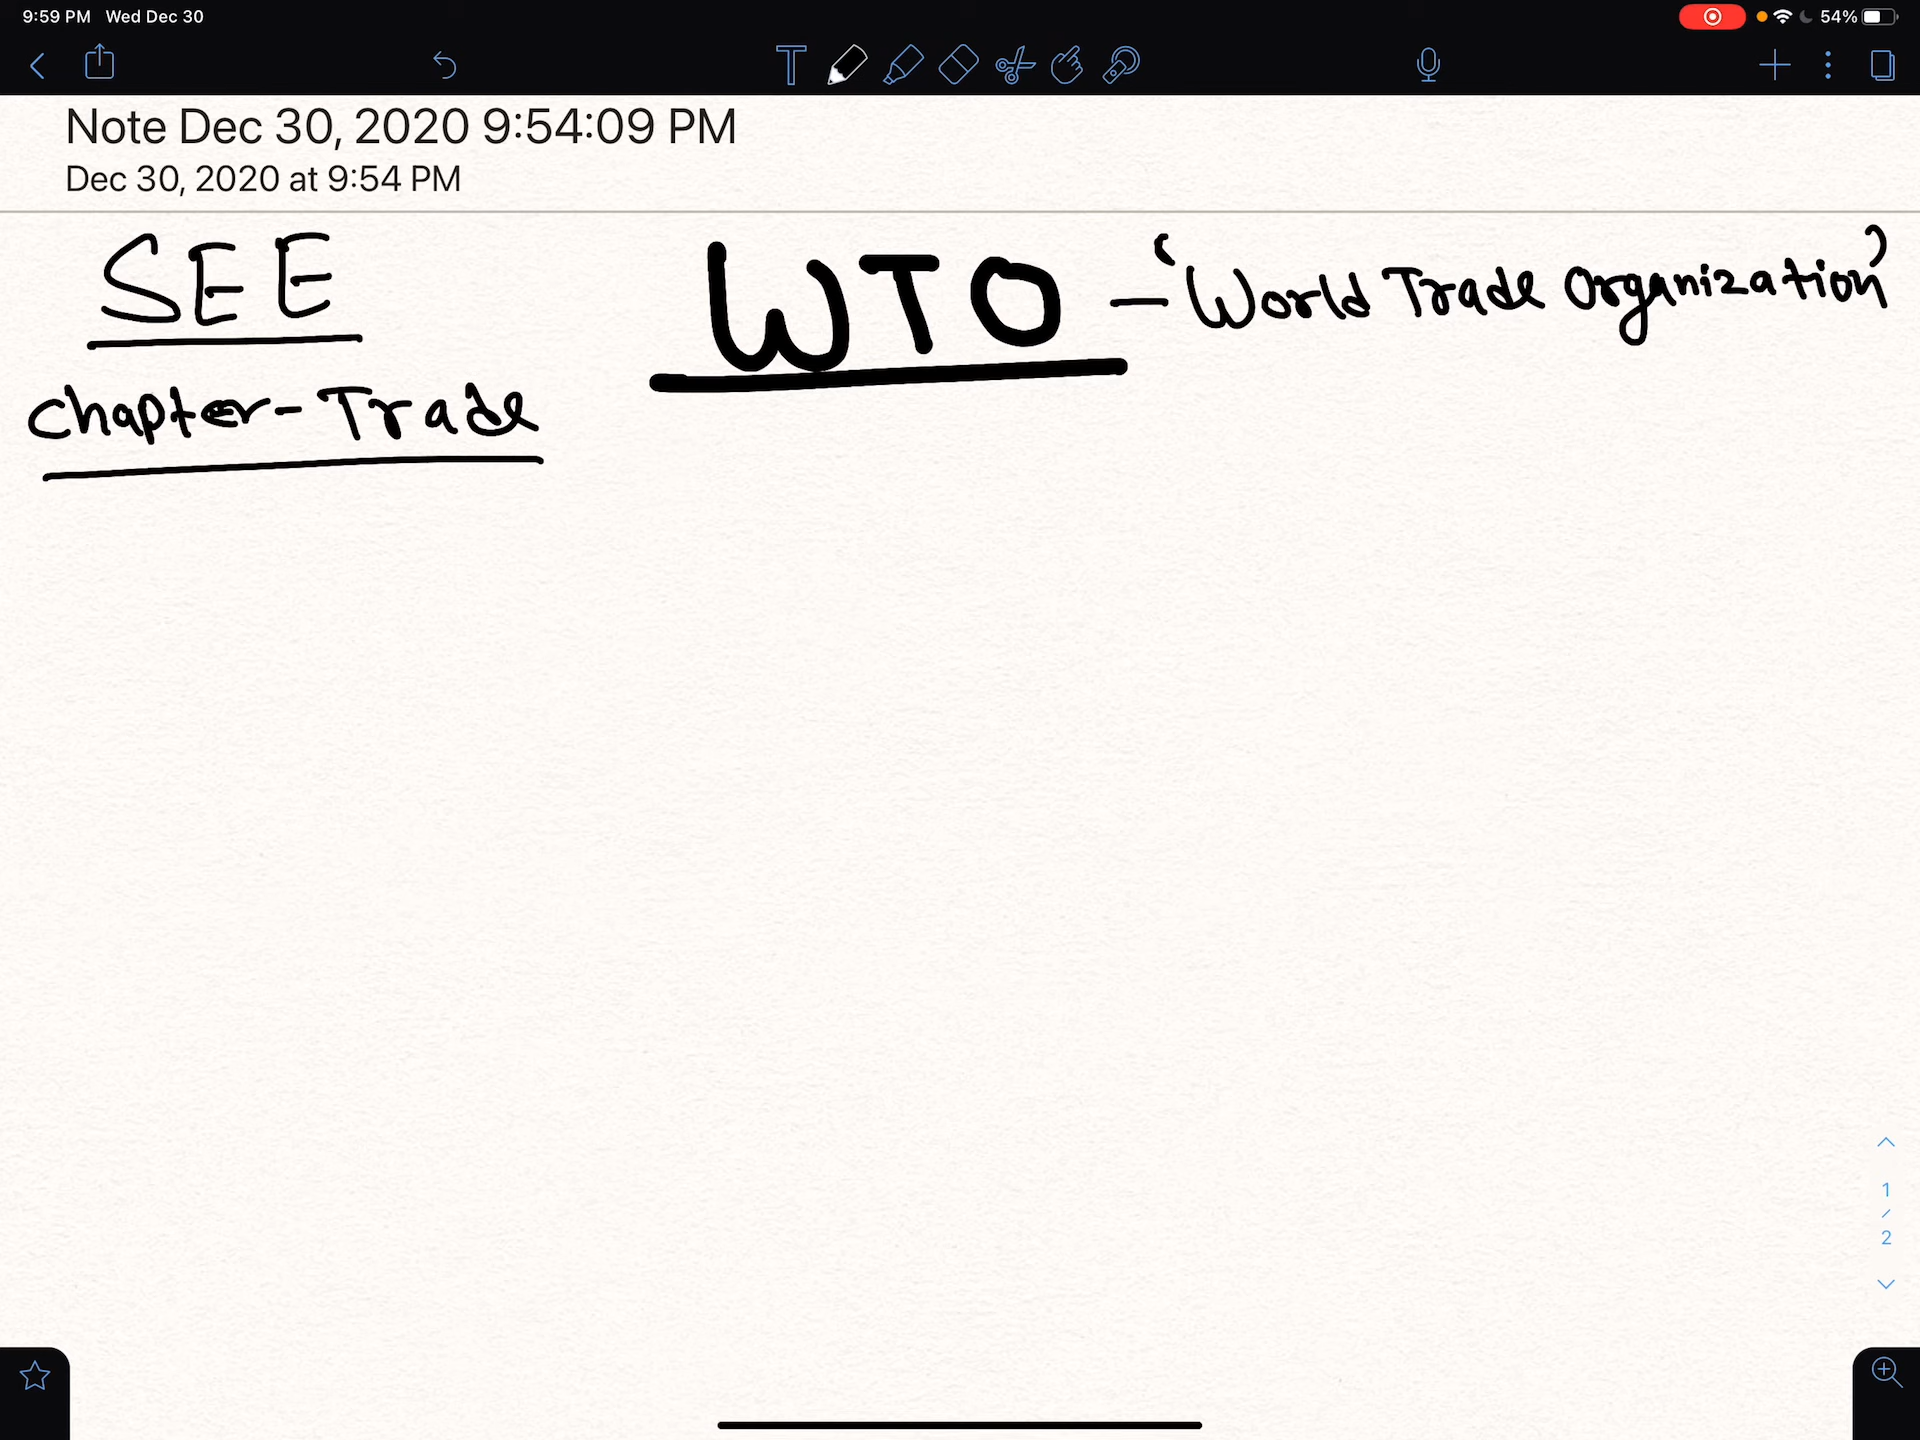 9:59 PM Wed Dec 30
54%
Note Dec 30, 2020 9:54:09 PM
Dec 30, 2020 at 9:54 PM
SEE
WTO – ‘World Trade Organization’
Chapter - Trade
1
/
2